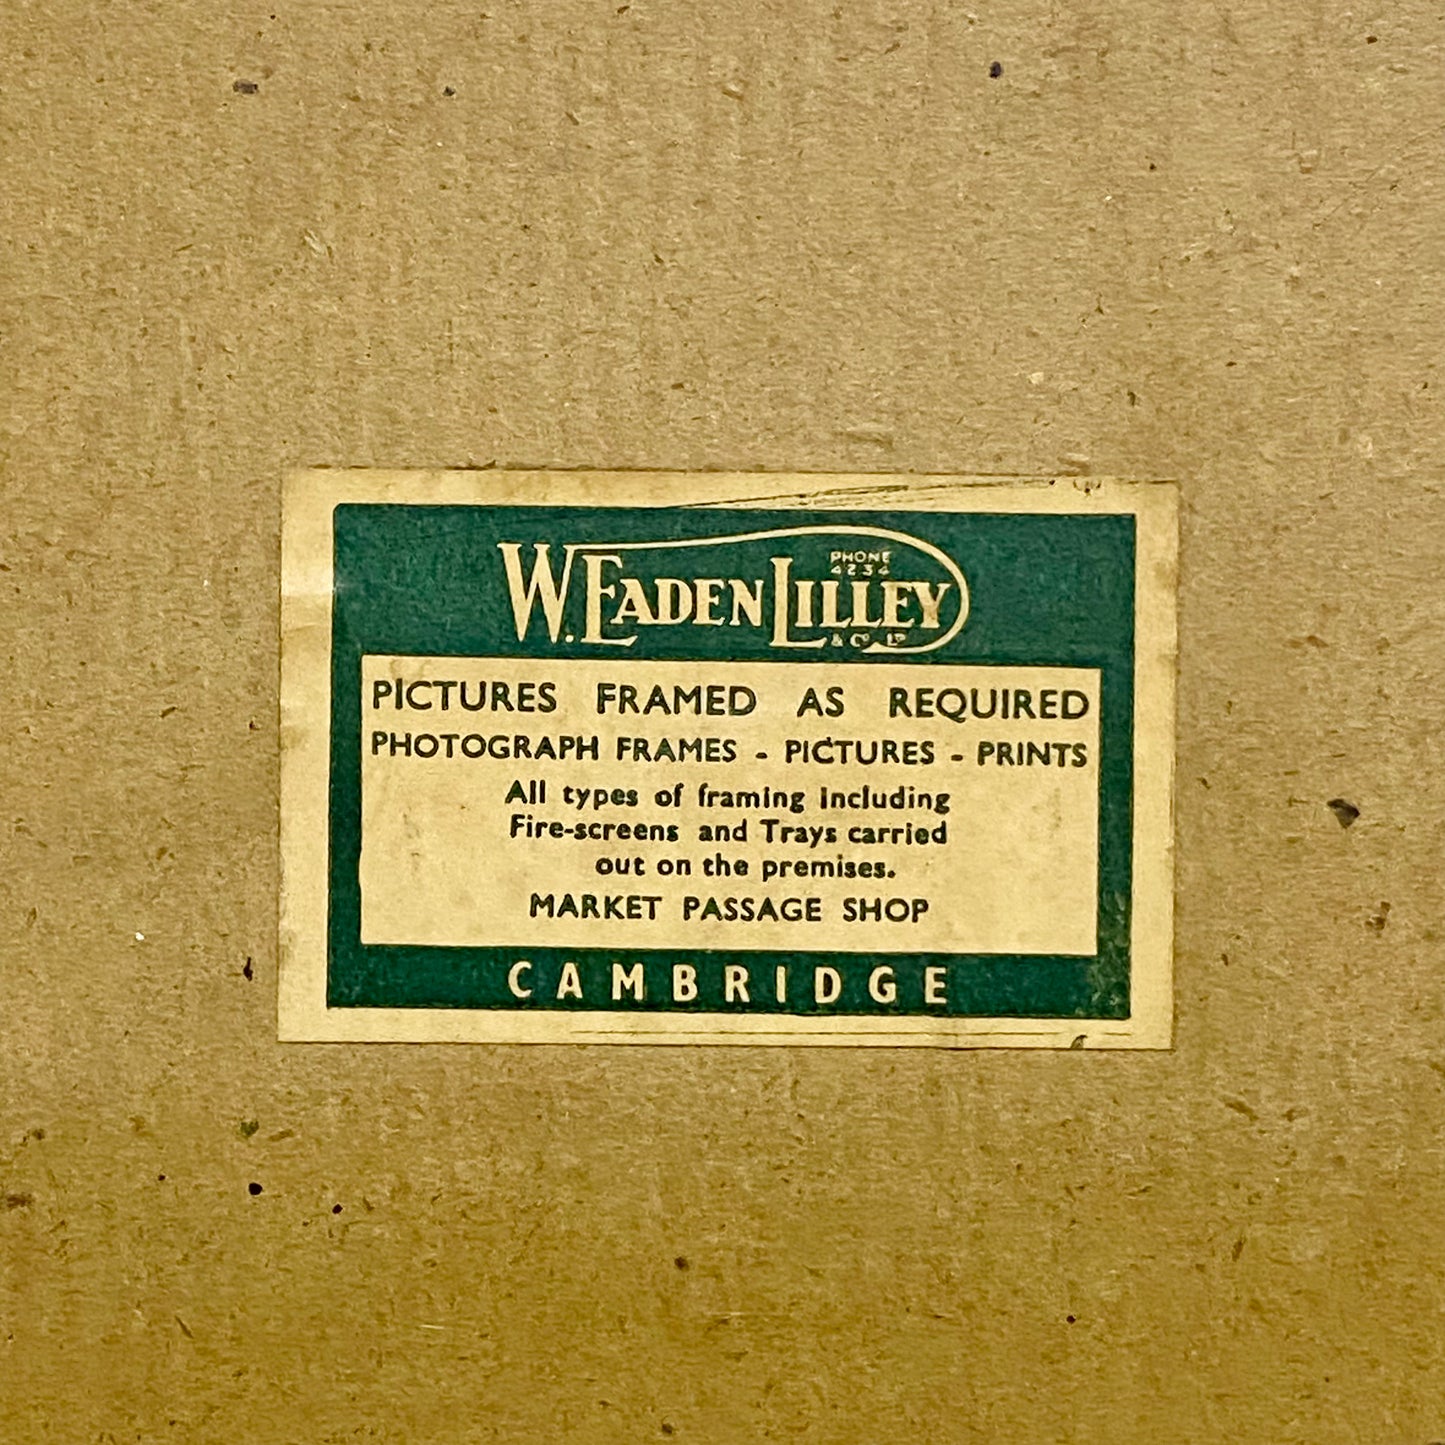 W. EADEN LILLEY
PHONE
4234
& CO LTD
PICTURES FRAMED AS REQUIRED
PHOTOGRAPH FRAMES - PICTURES - PRINTS
All types of framing including
Fire-screens and Trays carried
out on the premises.
MARKET PASSAGE SHOP
CAMBRIDGE